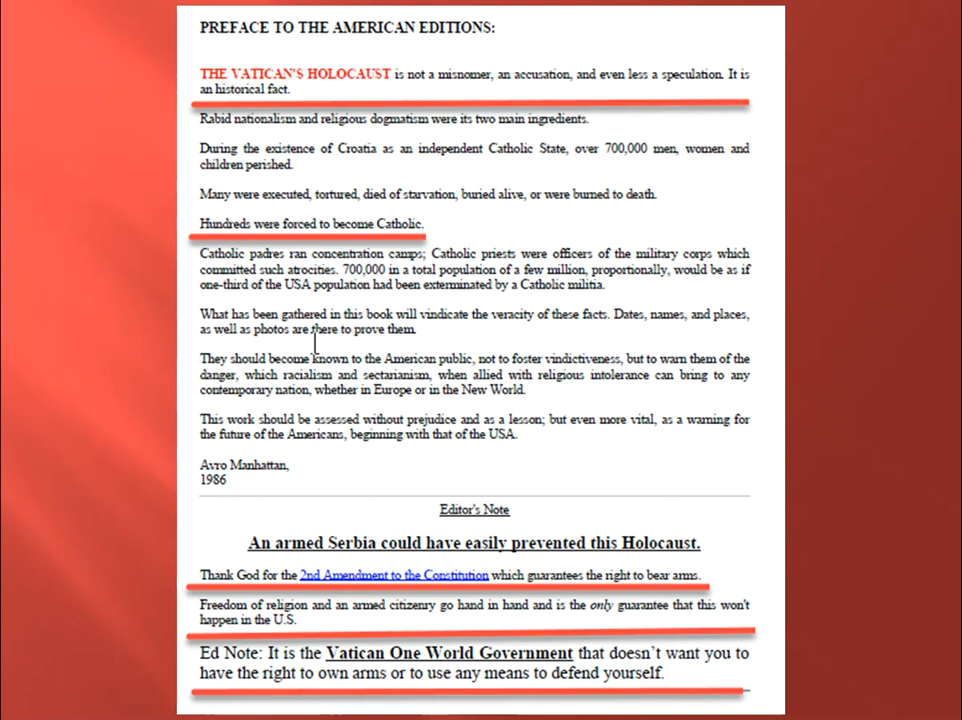 PREFACE TO THE AMERICAN EDITIONS:
THE VATICAN'S HOLOCAUST is not a misnomer, an accusation, and even less a speculation. It is
an historical fact.
Rabid nationalism and religious dogmatism were its two main ingredients.
During the existence of Croatia as an independent Catholic State, over 700,000 men, women and
children perished.
Many were executed, tortured, died of starvation, buried alive, or were burned to death.
Hundreds were forced to become Catholic.
Catholic padres ran concentration camps; Catholic priests were officers of the military corps which
committed such atrocities. 700,000 in a total population of a few million, proportionally, would be as if
one-third of the USA population had been exterminated by a Catholic militia.
What has been gathered in this book will vindicate the veracity of these facts. Dates, names, and places,
as well as photos are there to prove them.
They should become known to the American public, not to foster vindictiveness, but to warn them of the
danger, which racialism and sectarianism, when allied with religious intolerance can bring to any
contemporary nation, whether in Europe or in the New World.
This work should be assessed without prejudice and as a lesson; but even more vital, as a warning for
the future of the Americans, beginning with that of the USA.
Avro Manhattan,
1986
Editor's Note
An armed Serbia could have easily prevented this Holocaust.
Thank God for the 2nd Amendment to the Constitution which guarantees the right to bear arms.
Freedom of religion and an armed citizenry go hand in hand and is the only guarantee that this won't
happen in the U.S.
Ed Note: It is the Vatican One World Government that doesn't want you to
have the right to own arms or to use any means to defend yourself.